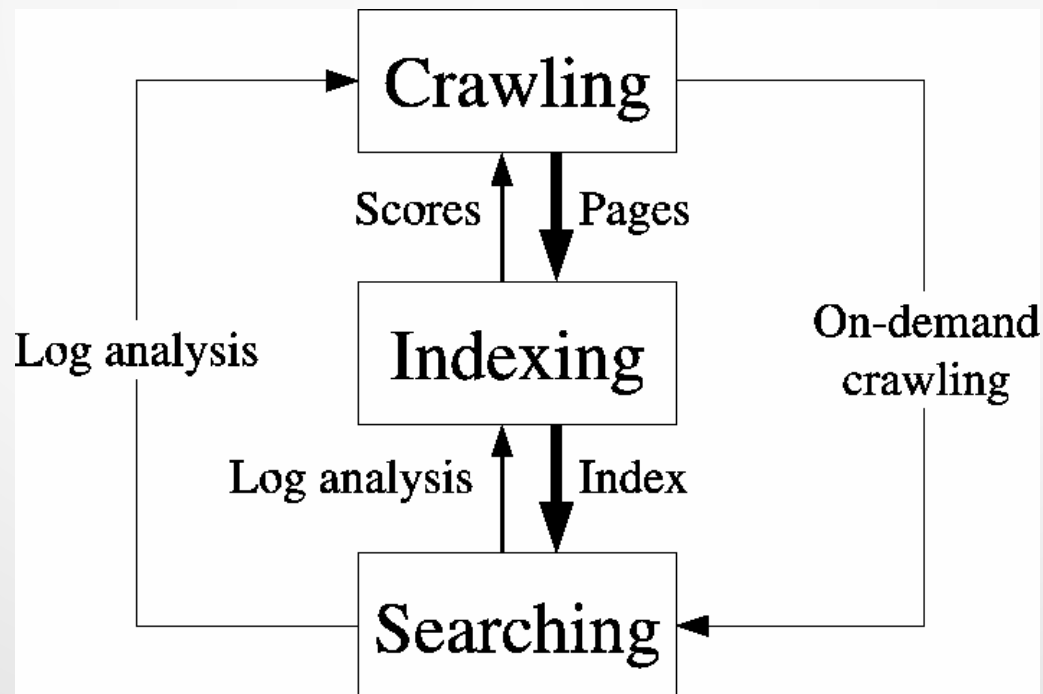 Crawling
Scores
Pages
Log analysis
Indexing
On-demand
crawling
Log analysis
Index
Searching